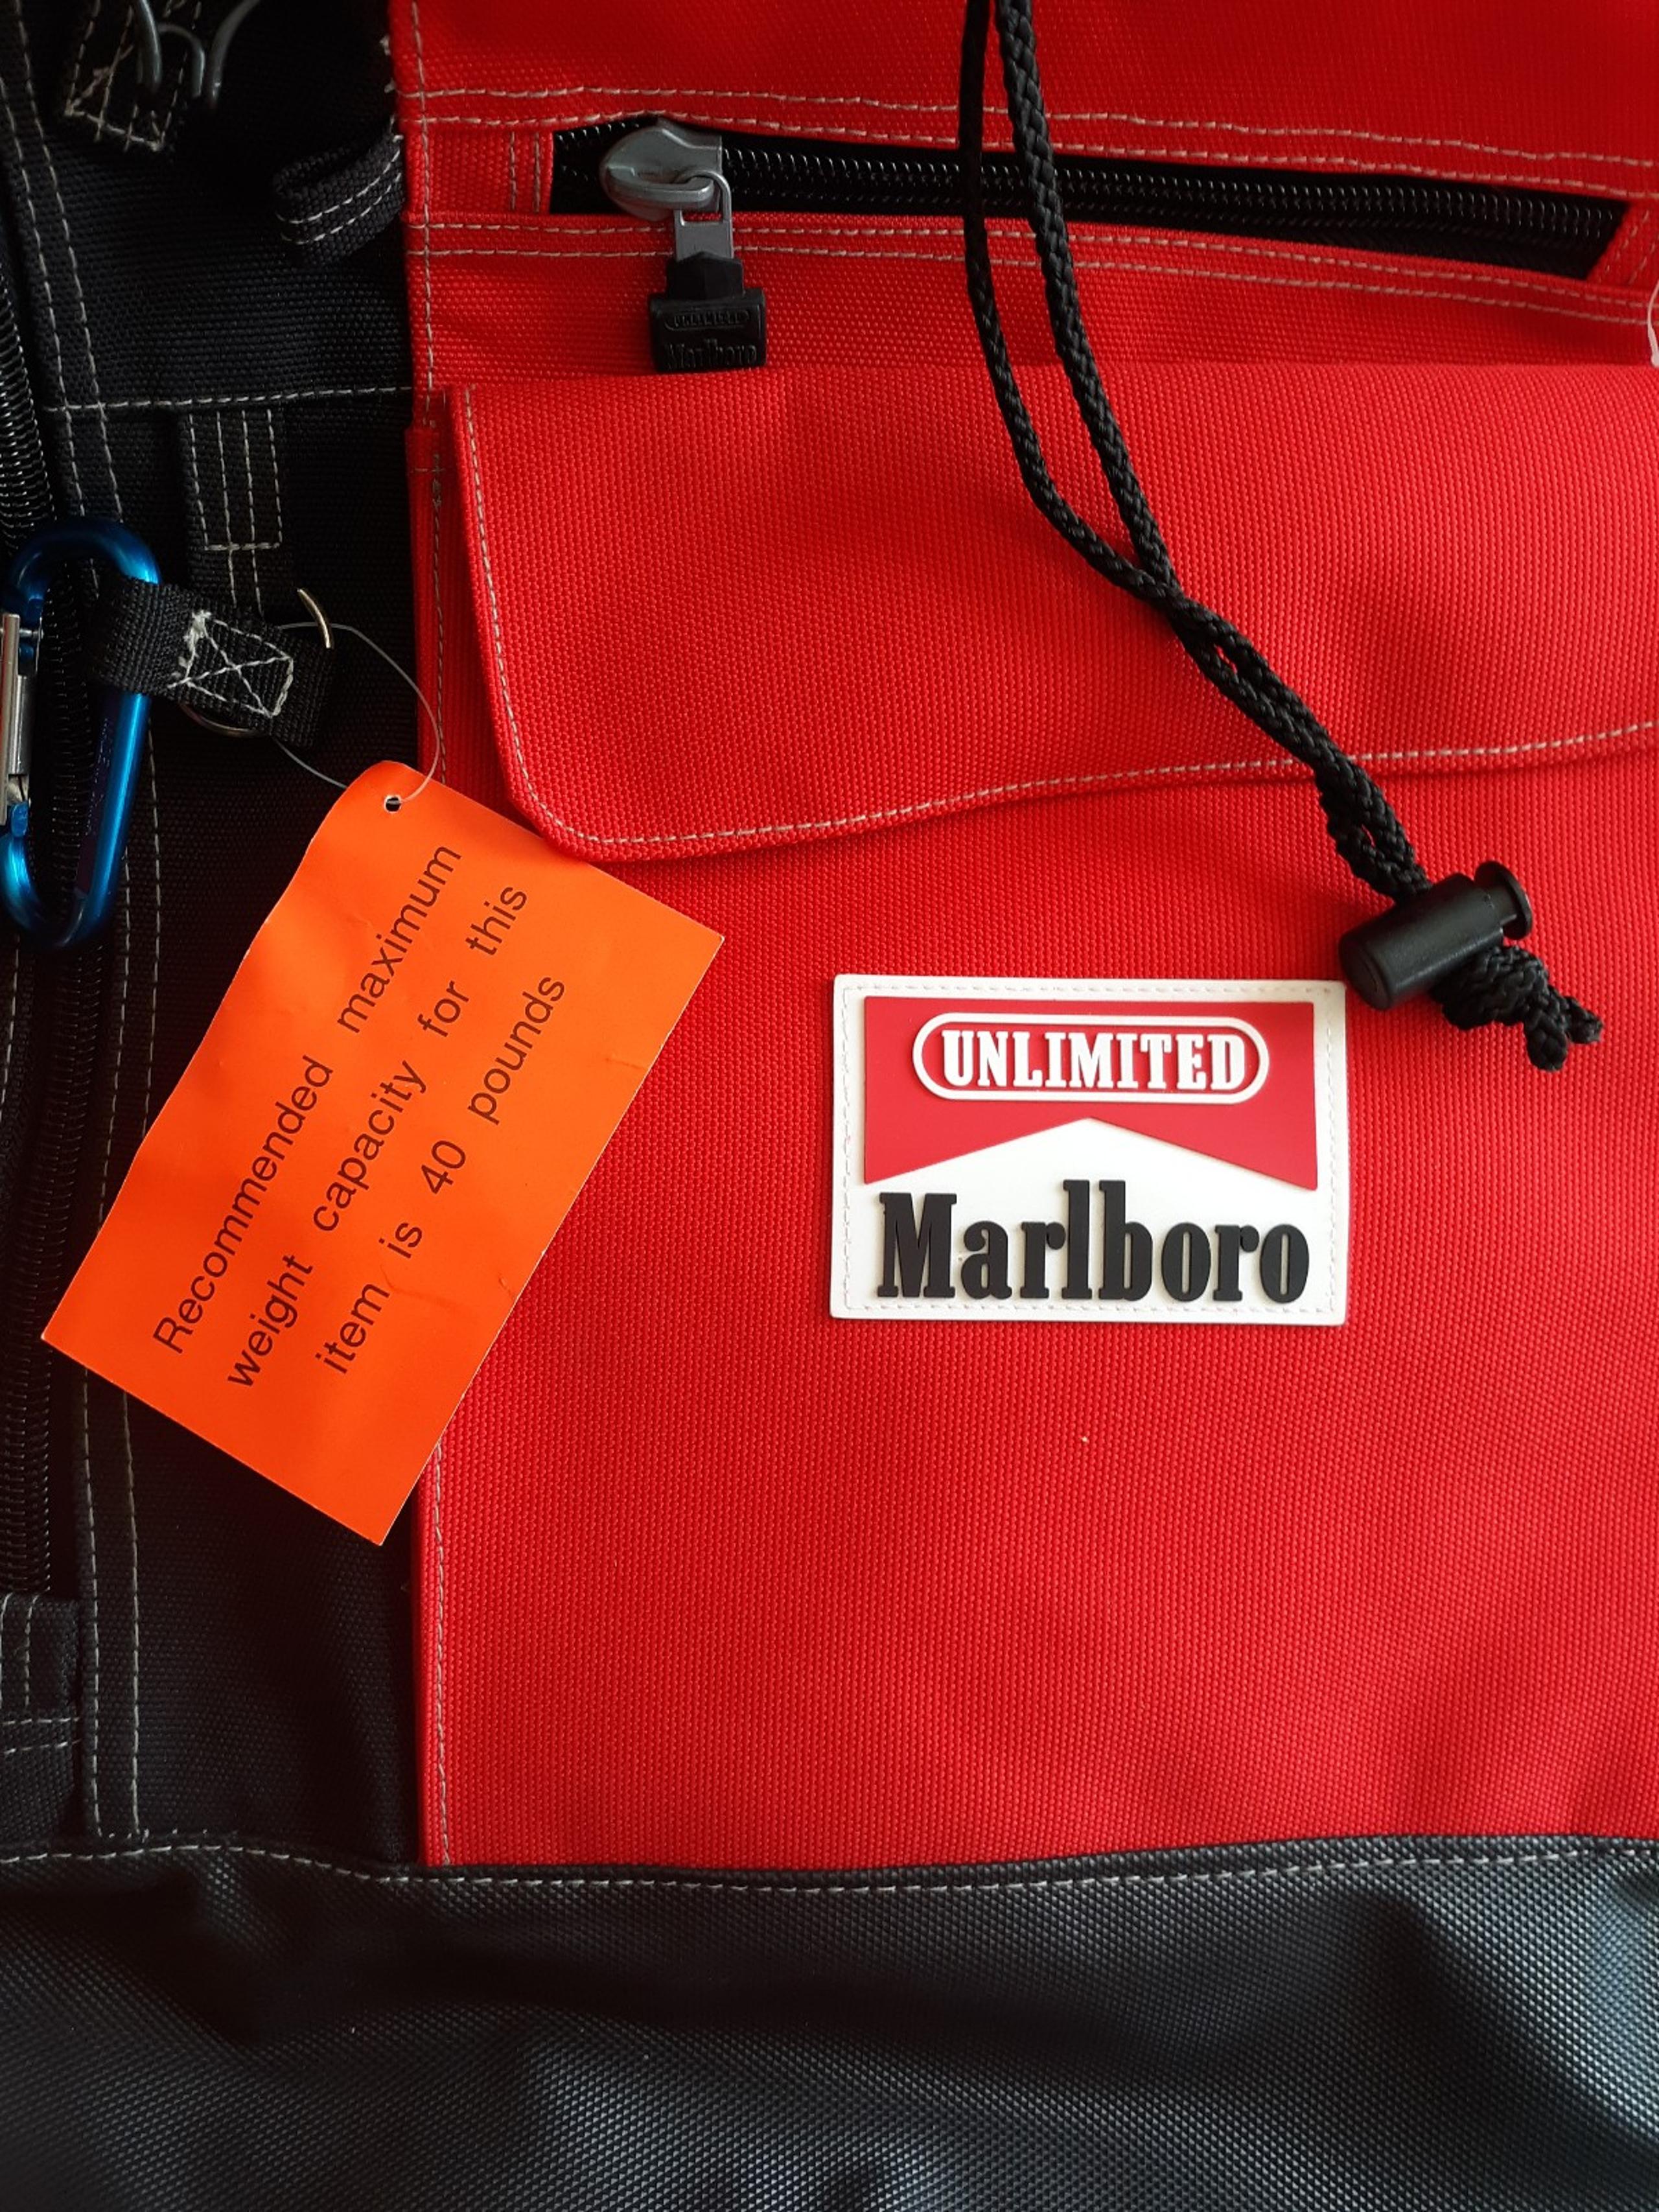 UNLIMITED
Marlboro
Recommended maximum
weight capacity for this
item is 40 pounds
UNLIMITED
Marlboro